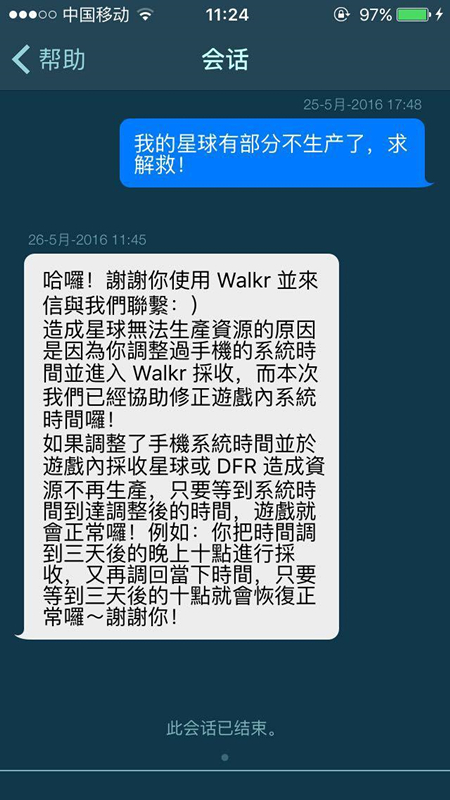 中国移动 11:24 97%
帮助 会话
25-5月-2016 17:48
我的星球有部分不生产了，求
解救！
26-5月-2016 11:45
哈囉！謝謝你使用 Walkr 並來
信與我們聯繫：)
造成星球無法生產資源的原因
是因為你調整過手機的系統時
間並進入 Walkr 採收，而本次
我們已經協助修正遊戲內系統
時間囉！
如果調整了手機系統時間並於
遊戲內採收星球或 DFR 造成資
源不再生產，只要等到系統時
間到達調整後的時間，遊戲就
會正常囉！例如：你把時間調
到三天後的晚上十點進行採
收，又再調回當下時間，只要
等到三天後的十點就會恢復正
常囉～謝謝你！
此会话已结束。